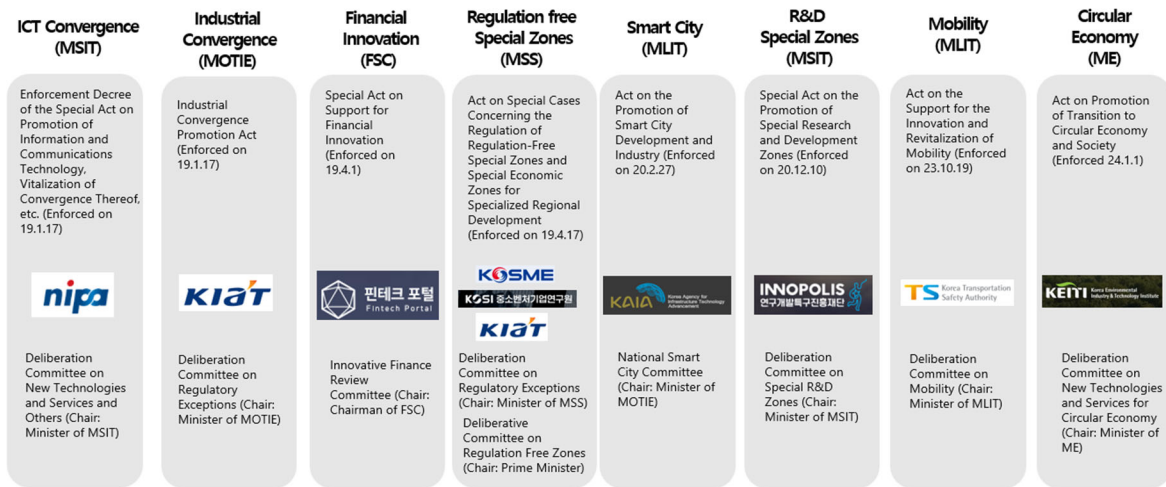 ICT Convergence
(MSIT)
Enforcement Decree
of the Special Act on
Promotion of
Information and
Communications
Technology,
Vitalization of
Convergence Thereof,
etc. (Enforced on
19.1.17)
nipa
Deliberation
Committee on
New Technologies
and Services and
Others (Chair:
Minister of MSIT)
Industrial
Convergence
(MOTIE)
Industrial
Convergence
Promotion Act
(Enforced on
19.1.17)
KIAT
Deliberation
Committee on
Regulatory
Exceptions (Chair:
Minister of MOTIE)
Financial
Innovation
(FSC)
Special Act on
Support for
Financial
Innovation
(Enforced on
19.4.1)
핀테크 포털
Fintech Portal
Innovative Finance
Review
Committee (Chair:
Chairman of FSC)
Regulation free
Special Zones
(MSS)
Act on Special Cases
Concerning the
Regulation of
Regulation-Free
Special Zones and
Special Economic
Zones for
Specialized Regional
Development
(Enforced on 19.4.17)
KOSME
KOSI 중소벤처기업연구원
KIAT
Deliberation
Committee on
Regulatory Exceptions
(Chair: Minister of MSS)
Deliberative
Committee on
Regulation Free Zones
(Chair: Prime Minister)
Smart City
(MLIT)
Act on the
Promotion of
Smart City
Development and
Industry (Enforced
on 20.2.27)
KAIA Korea Agency for
Infrastructure Technology
Advancement
National Smart
City Committee
(Chair: Minister of
MOTIE)
R&D
Special Zones
(MSIT)
Special Act on the
Promotion of
Special Research
and Development
Zones (Enforced
on 20.12.10)
INNOPOLIS
연구개발특구진흥재단
Deliberation
Committee on
Special R&D
Zones (Chair:
Minister of MSIT)
Mobility
(MLIT)
Act on the
Support for the
Innovation and
Revitalization of
Mobility (Enforced
on 23.10.19)
TS Korea Transportation
Safety Authority
Deliberation
Committee on
Mobility (Chair:
Minister of MLIT)
Circular
Economy
(ME)
Act on Promotion
of Transition to
Circular Economy
and Society
(Enforced 24.1.1)
KEITI Korea Environmental
Industry & Technology Institute
Deliberation
Committee on
New Technologies
and Services for
Circular Economy
(Chair: Minister of
ME)